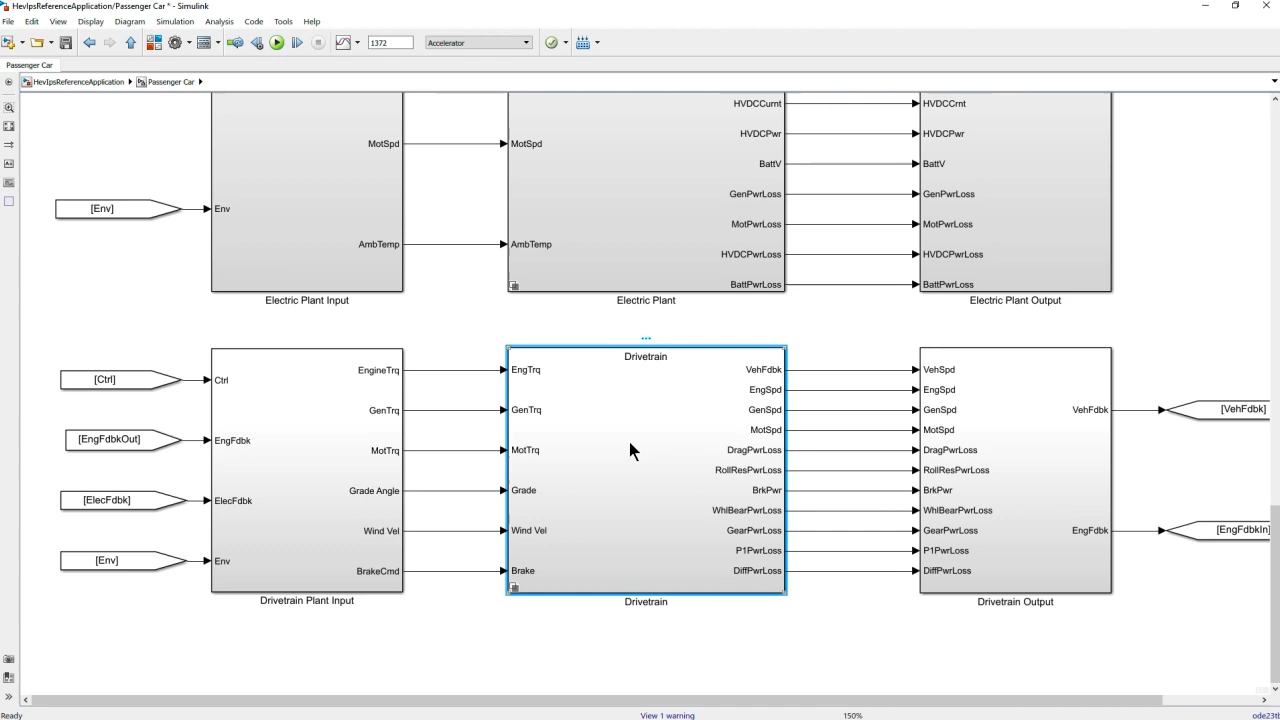 HevIpsReferenceApplication/Passenger Car * - Simulink
File Edit View Display Diagram Simulation Analysis Code Tools Help
1372 Accelerator
Passenger Car
HevIpsReferenceApplication Passenger Car
HVDCCurnt HVDCCrnt
HVDCPwr HVDCPwr
MotSpd MotSpd
BattV BattV
GenPwrLoss GenPwrLoss
[Env] Env
MotPwrLoss MotPwrLoss
AmbTemp AmbTemp
HVDCPwrLoss HVDCPwrLoss
BattPwrLoss BattPwrLoss
Electric Plant Input Electric Plant Electric Plant Output
Drivetrain
EngineTrq EngTrq VehFdbk VehSpd
[Ctrl] Ctrl
EngSpd EngSpd
GenTrq GenTrq GenSpd GenSpd VehFdbk [VehFdbk]
MotSpd MotSpd
[EngFdbkOut] EngFdbk
MotTrq MotTrq DragPwrLoss DragPwrLoss
RollResPwrLoss RollResPwrLoss
Grade Angle Grade BrkPwr BrkPwr
[ElecFdbk] ElecFdbk
WhlBearPwrLoss WhlBearPwrLoss
Wind Vel Wind Vel GearPwrLoss GearPwrLoss EngFdbk [EngFdbkIn]
P1PwrLoss P1PwrLoss
[Env] Env
BrakeCmd Brake DiffPwrLoss DiffPwrLoss
Drivetrain Plant Input Drivetrain Drivetrain Output
Ready View 1 warning 150% ode23tb